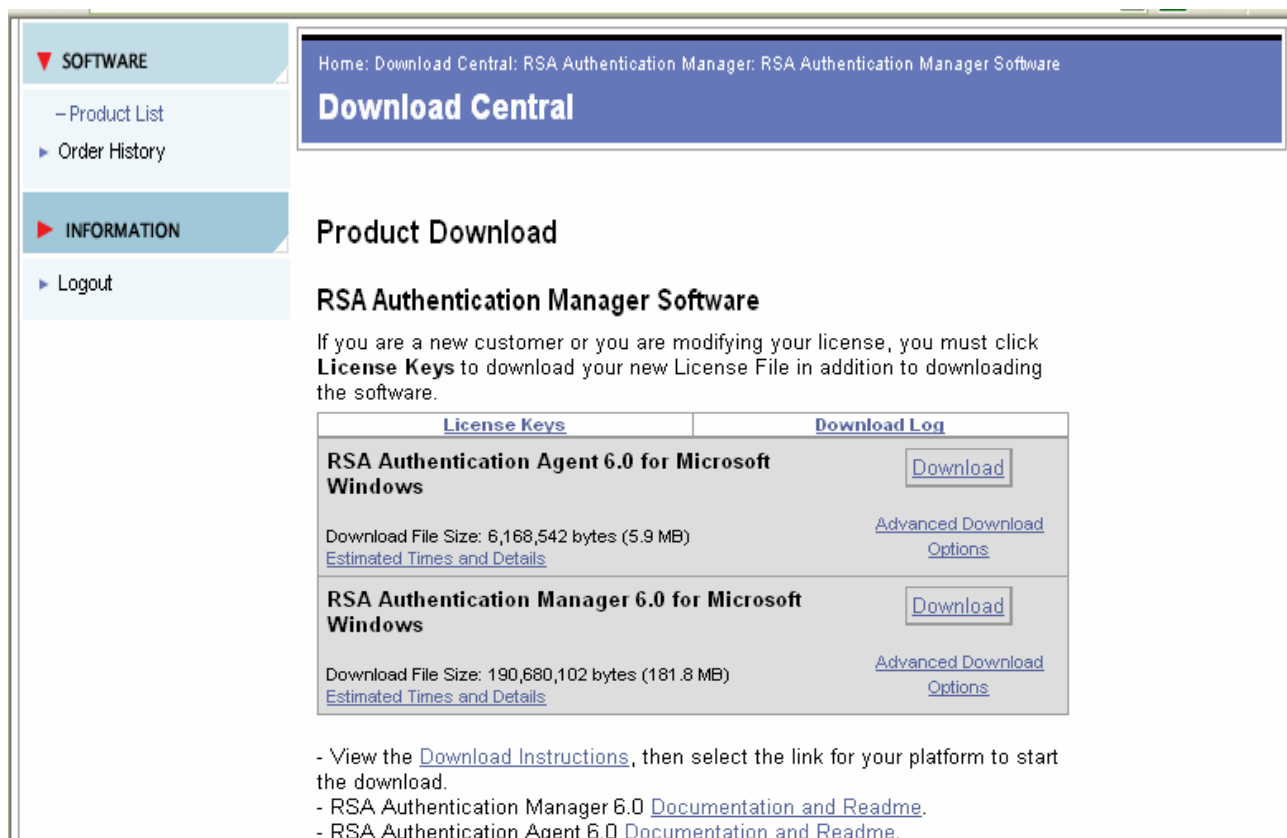 SOFTWARE
– Product List
Order History
INFORMATION
Logout
Home: Download Central: RSA Authentication Manager: RSA Authentication Manager Software
Download Central
Product Download
RSA Authentication Manager Software
If you are a new customer or you are modifying your license, you must click
License Keys to download your new License File in addition to downloading
the software.
License Keys Download Log
RSA Authentication Agent 6.0 for Microsoft
Windows
Download
Download File Size: 6,168,542 bytes (5.9 MB)
Estimated Times and Details
Advanced Download
Options
RSA Authentication Manager 6.0 for Microsoft
Windows
Download
Download File Size: 190,680,102 bytes (181.8 MB)
Estimated Times and Details
Advanced Download
Options
- View the Download Instructions, then select the link for your platform to start
the download.
- RSA Authentication Manager 6.0 Documentation and Readme.
- RSA Authentication Agent 6.0 Documentation and Readme.